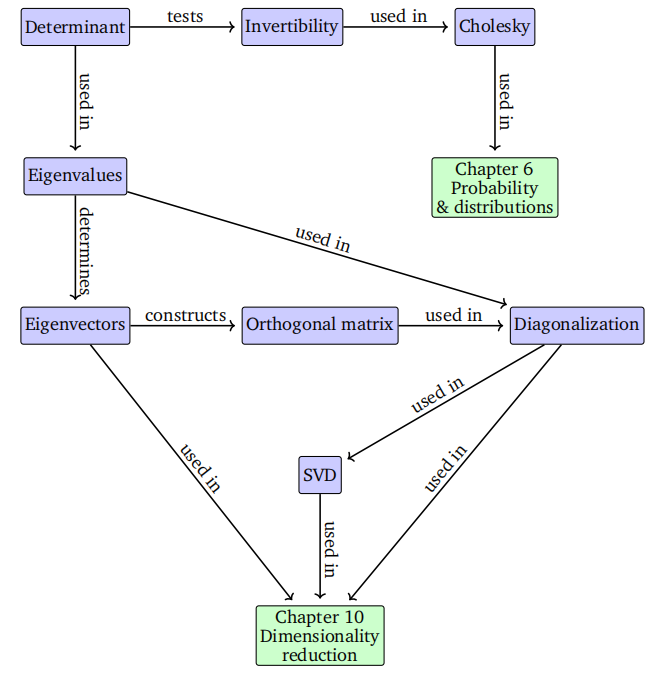 Determinant
tests
Invertibility
used in
Cholesky
used in
used in
Chapter 6
Probability
& distributions
Eigenvalues
determines
used in
Eigenvectors
constructs
Orthogonal matrix
used in
Diagonalization
used in
used in
used in
SVD
used in
Chapter 10
Dimensionality
reduction